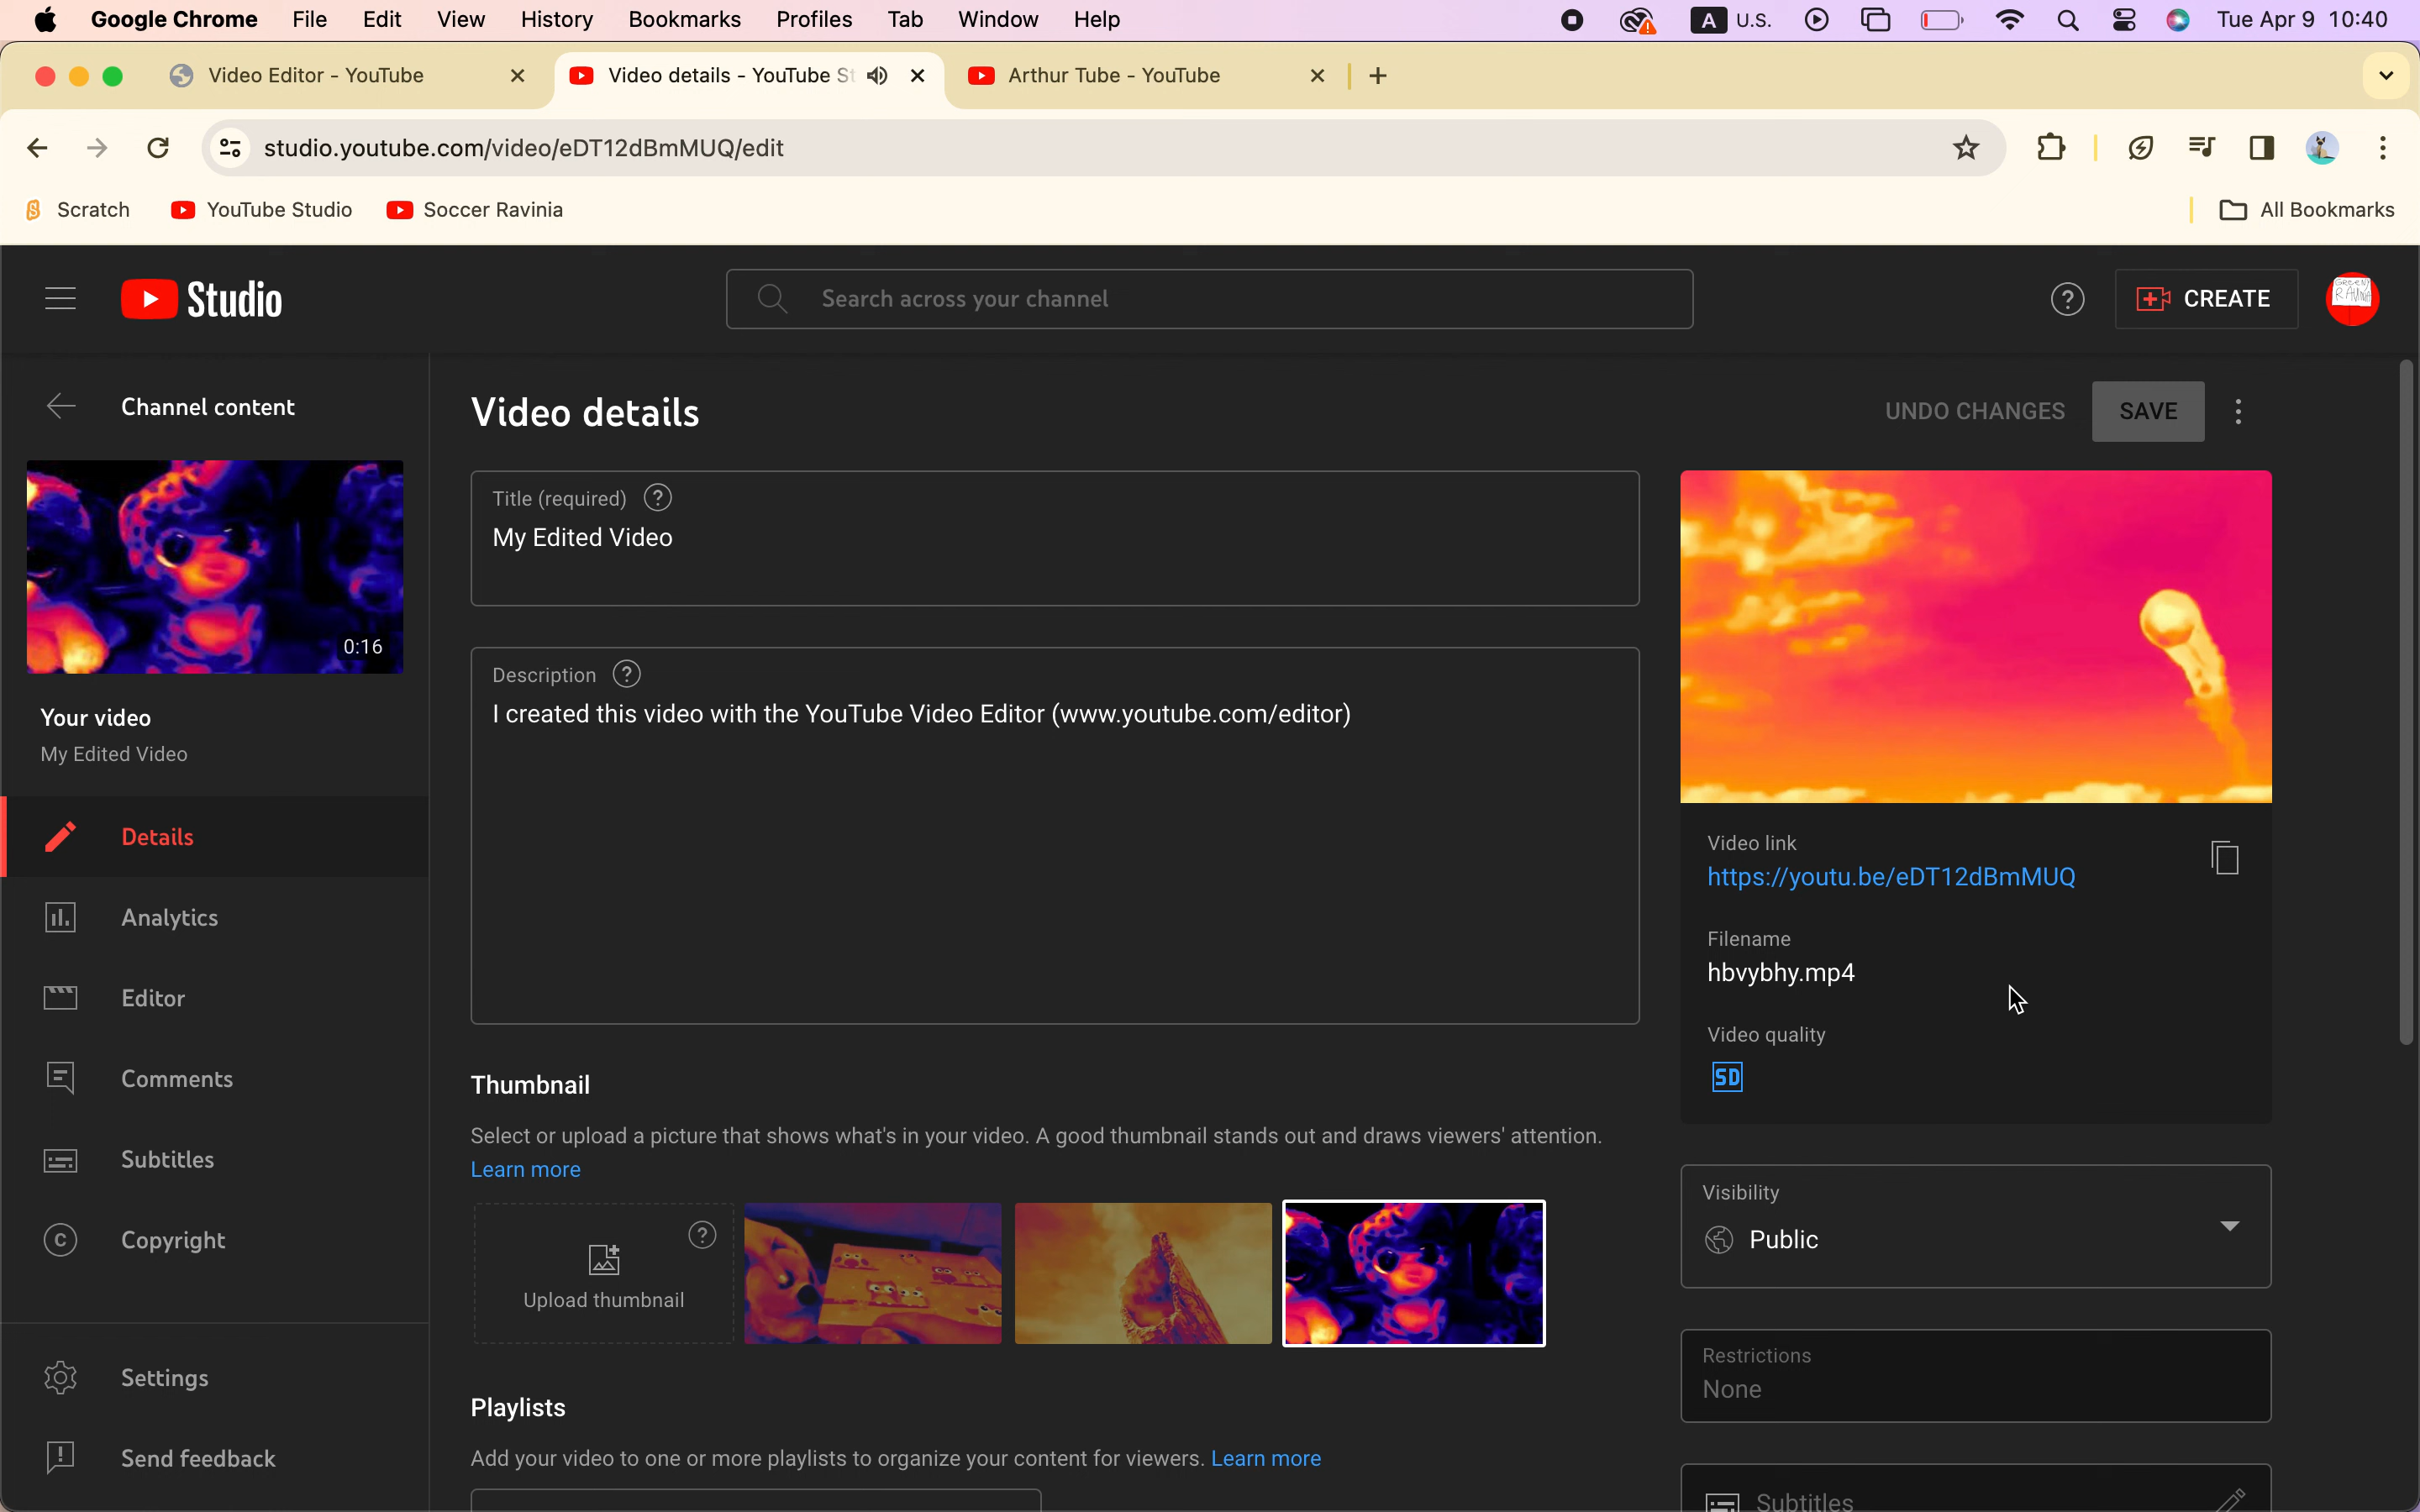 Google Chrome File Edit View History Bookmarks Profiles Tab Window Help A U.S. Tue Apr 9 10:40
Video Editor - YouTube Video details - YouTube St Arthur Tube - YouTube
studio.youtube.com/video/eDT12dBmMUQ/edit
Scratch YouTube Studio Soccer Ravinia All Bookmarks
Studio Search across your channel CREATE
Channel content
0:16
Your video
My Edited Video
Details
Analytics
Editor
Comments
Subtitles
Copyright
Settings
Send feedback
Video details UNDO CHANGES SAVE
Title (required)
My Edited Video
Description
I created this video with the YouTube Video Editor (www.youtube.com/editor)
Thumbnail
Select or upload a picture that shows what's in your video. A good thumbnail stands out and draws viewers' attention.
Learn more
Upload thumbnail
Playlists
Add your video to one or more playlists to organize your content for viewers. Learn more
Video link
https://youtu.be/eDT12dBmMUQ
Filename
hbvybhy.mp4
Video quality
SD
Visibility
Public
Restrictions
None
Subtitles